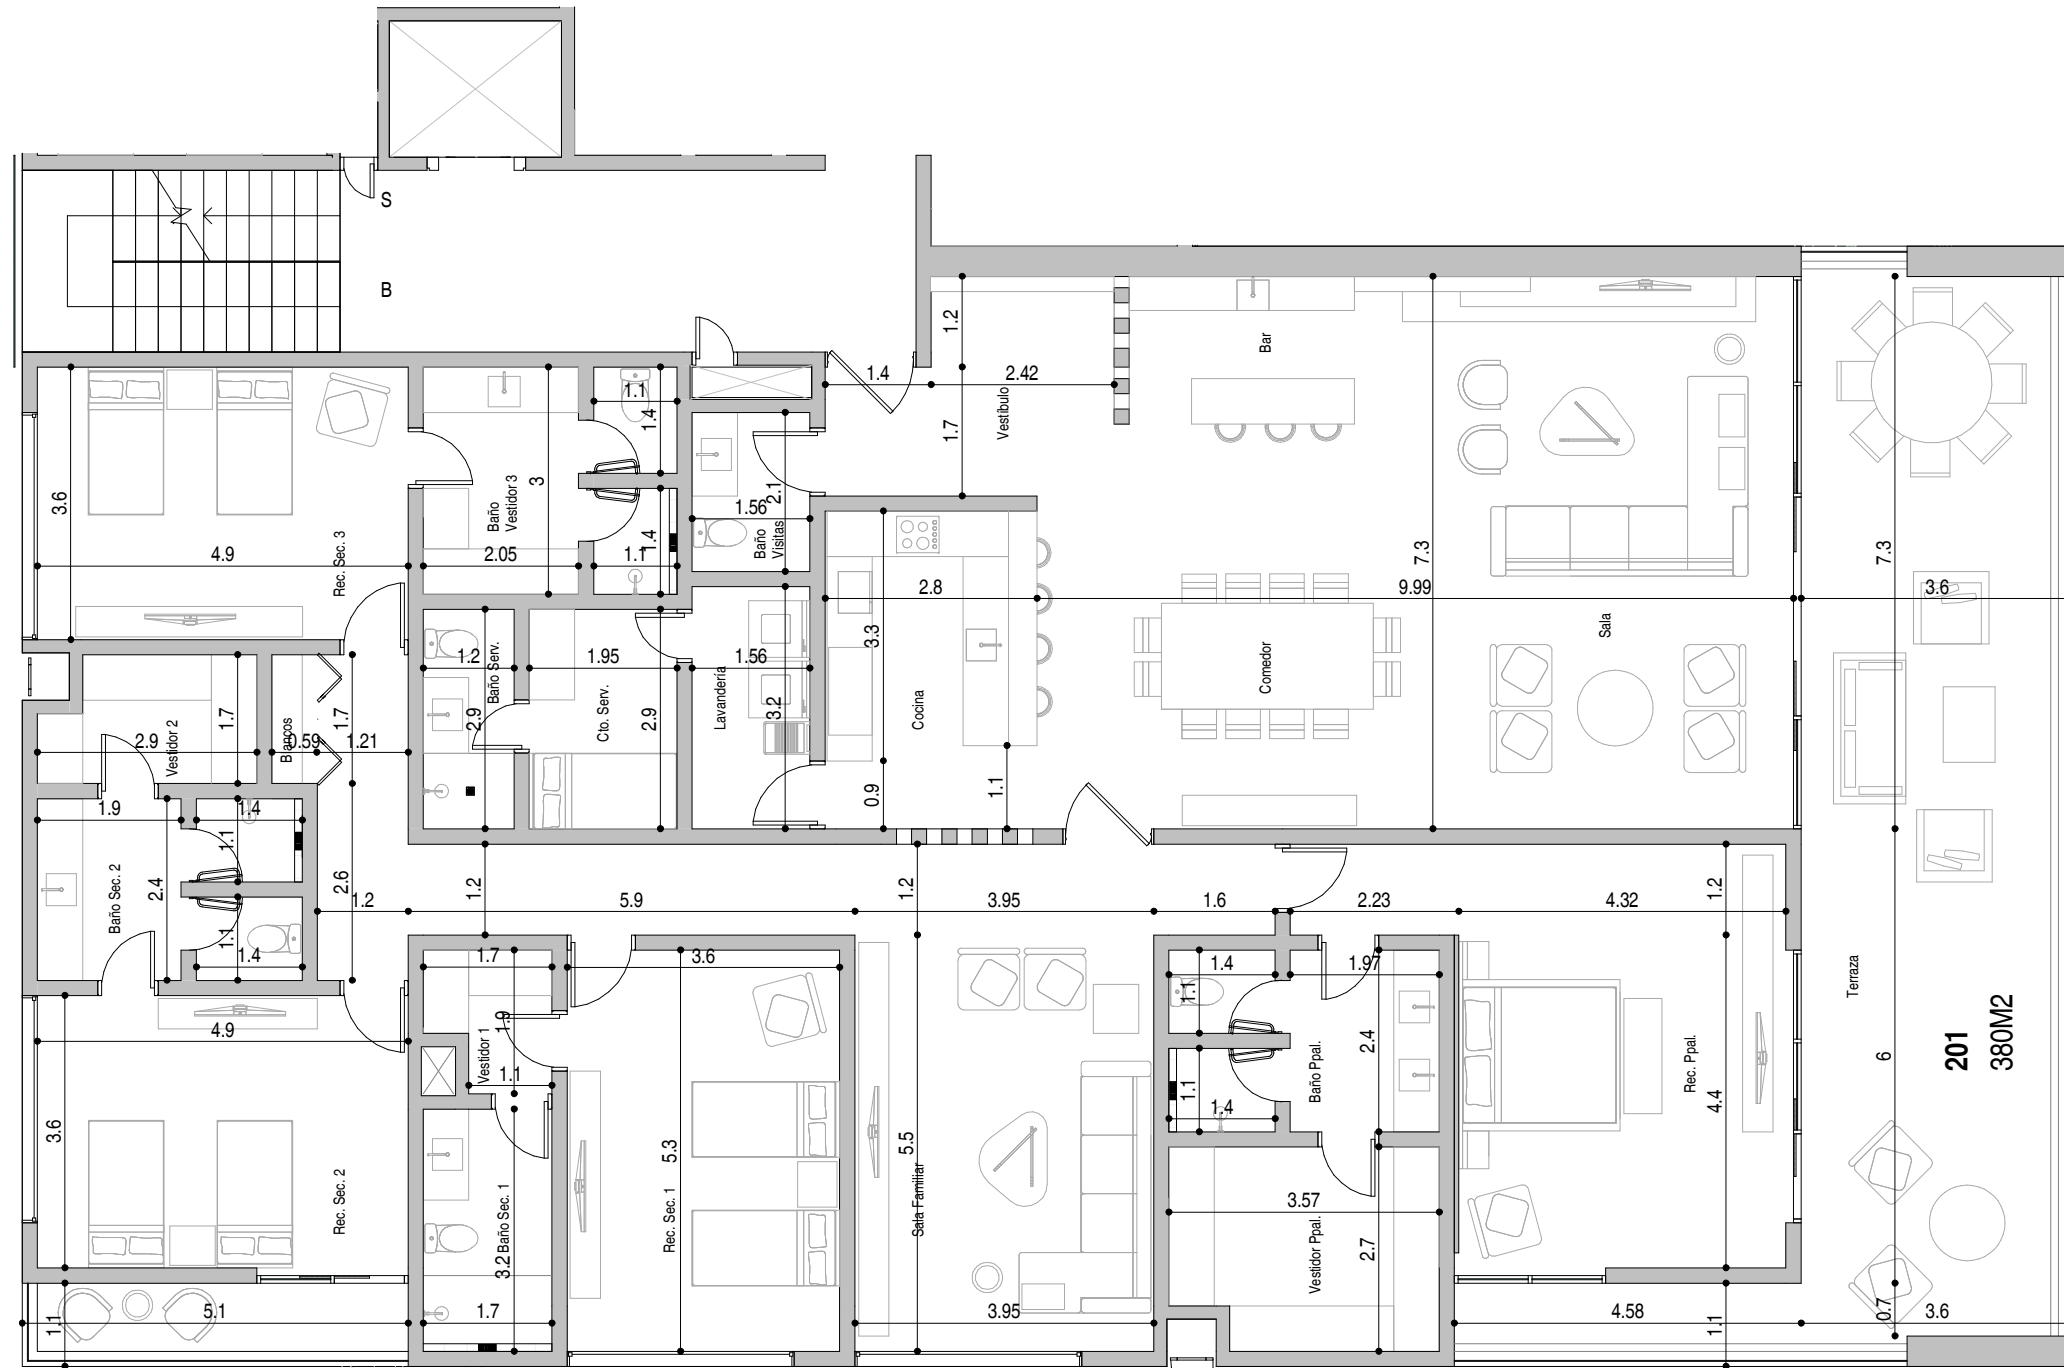 S
B
1.2
1.4
2.42
1.7
Vestíbulo
Bar
7.3
7.3
9.99
3.6
Sala
Comedor
3.6
4.9
Rec. Sec. 3
3
Baño
Vestidor 3
2.05
1.1
1.4
1.4
1.1
2.1
1.56
Baño
Visitas
2.8
3.3
Cocina
0.9
1.1
1.2
Baño Serv.
2.9
1.95
Cto. Serv.
2.9
1.56
Lavandería
3.2
2.9
Vestidor 2
1.7
Blancos
0.59
1.7
1.21
1.9
1.4
1.1
Baño Sec. 2
2.4
2.6
1.1
1.4
1.2
1.2
5.9
1.2
3.95
1.6
2.23
4.32
1.2
Terraza
201
380M2
6
4.9
3.6
Rec. Sec. 2
1.7
1.9
Vestidor 1
1.1
3.6
5.3
Rec. Sec. 1
Baño Sec. 1
3.2
1.7
5.5
Sala Familiar
3.95
1.4
1.1
1.97
2.4
Baño Ppal.
1.1
1.4
3.57
Vestidor Ppal.
2.7
Rec. Ppal.
4.4
1.1
5.1
4.58
1.1
0.7
3.6